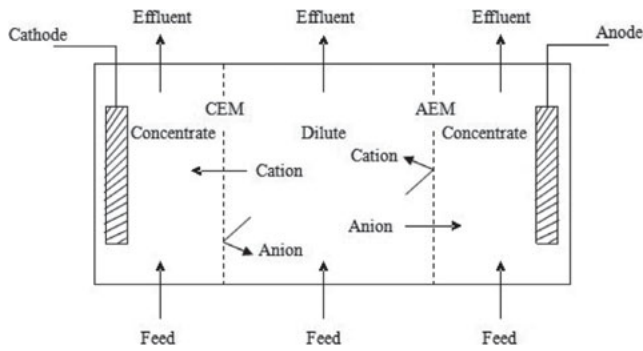 Effluent Effluent Effluent
Cathode Anode
CEM AEM
Concentrate Dilute Concentrate
Cation Cation
Anion Anion
Feed Feed Feed